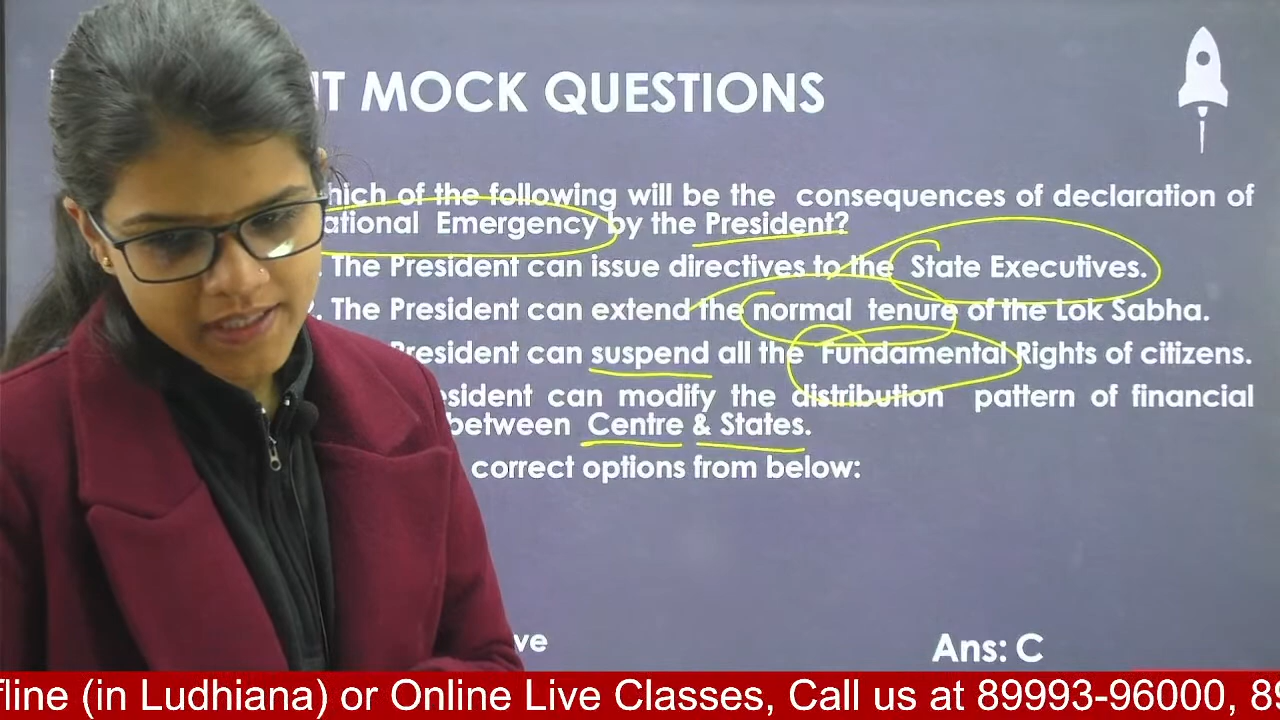 IT MOCK QUESTIONS
hich of the following will be the consequences of declaration of
ational Emergency by the President?
. The President can issue directives to the State Executives.
. The President can extend the normal tenure of the Lok Sabha.
President can suspend all the Fundamental Rights of citizens.
esident can modify the distribution pattern of financial
between Centre & States.
correct options from below:
ve
Ans: C
fline (in Ludhiana) or Online Live Classes, Call us at 89993-96000, 89